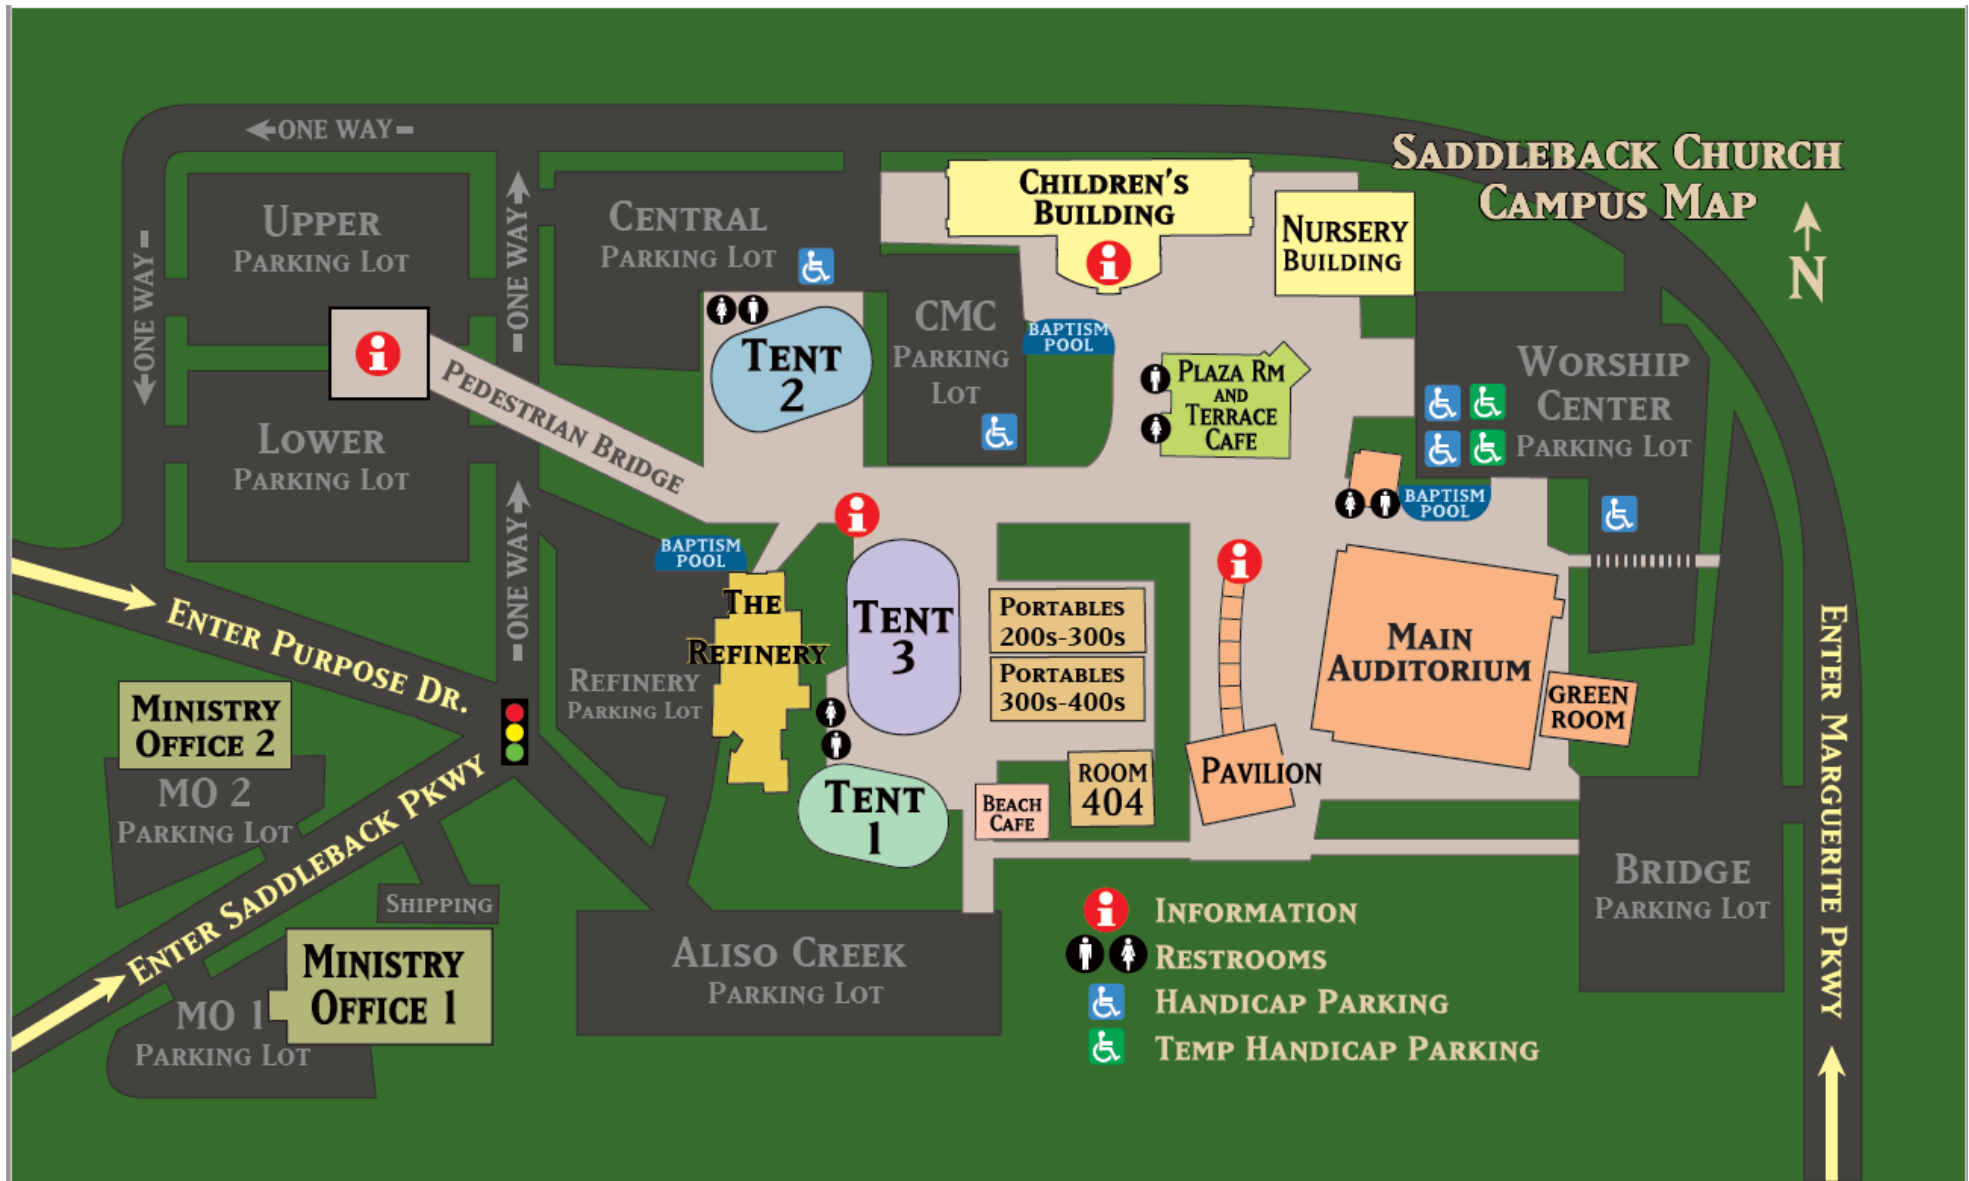 Saddleback Church
Campus Map
N
One Way
One Way
One Way
One Way
Upper
Parking Lot
Central
Parking Lot
Children's
Building
Nursery
Building
Lower
Parking Lot
Pedestrian Bridge
Tent
2
CMC
Parking
Lot
Baptism
Pool
Plaza Rm
and
Terrace
Cafe
Worship
Center
Parking Lot
Baptism
Pool
Baptism
Pool
The
Refinery
Refinery
Parking Lot
Tent
3
Portables
200s-300s
Portables
300s-400s
Main
Auditorium
Green
Room
Pavilion
Room
404
Beach
Cafe
Tent
1
Enter Purpose Dr.
Ministry
Office 2
MO 2
Parking Lot
Enter Saddleback Pkwy
Shipping
Ministry
Office 1
MO 1
Parking Lot
Aliso Creek
Parking Lot
Bridge
Parking Lot
Enter Marguerite Pkwy
Information
Restrooms
Handicap Parking
Temp Handicap Parking